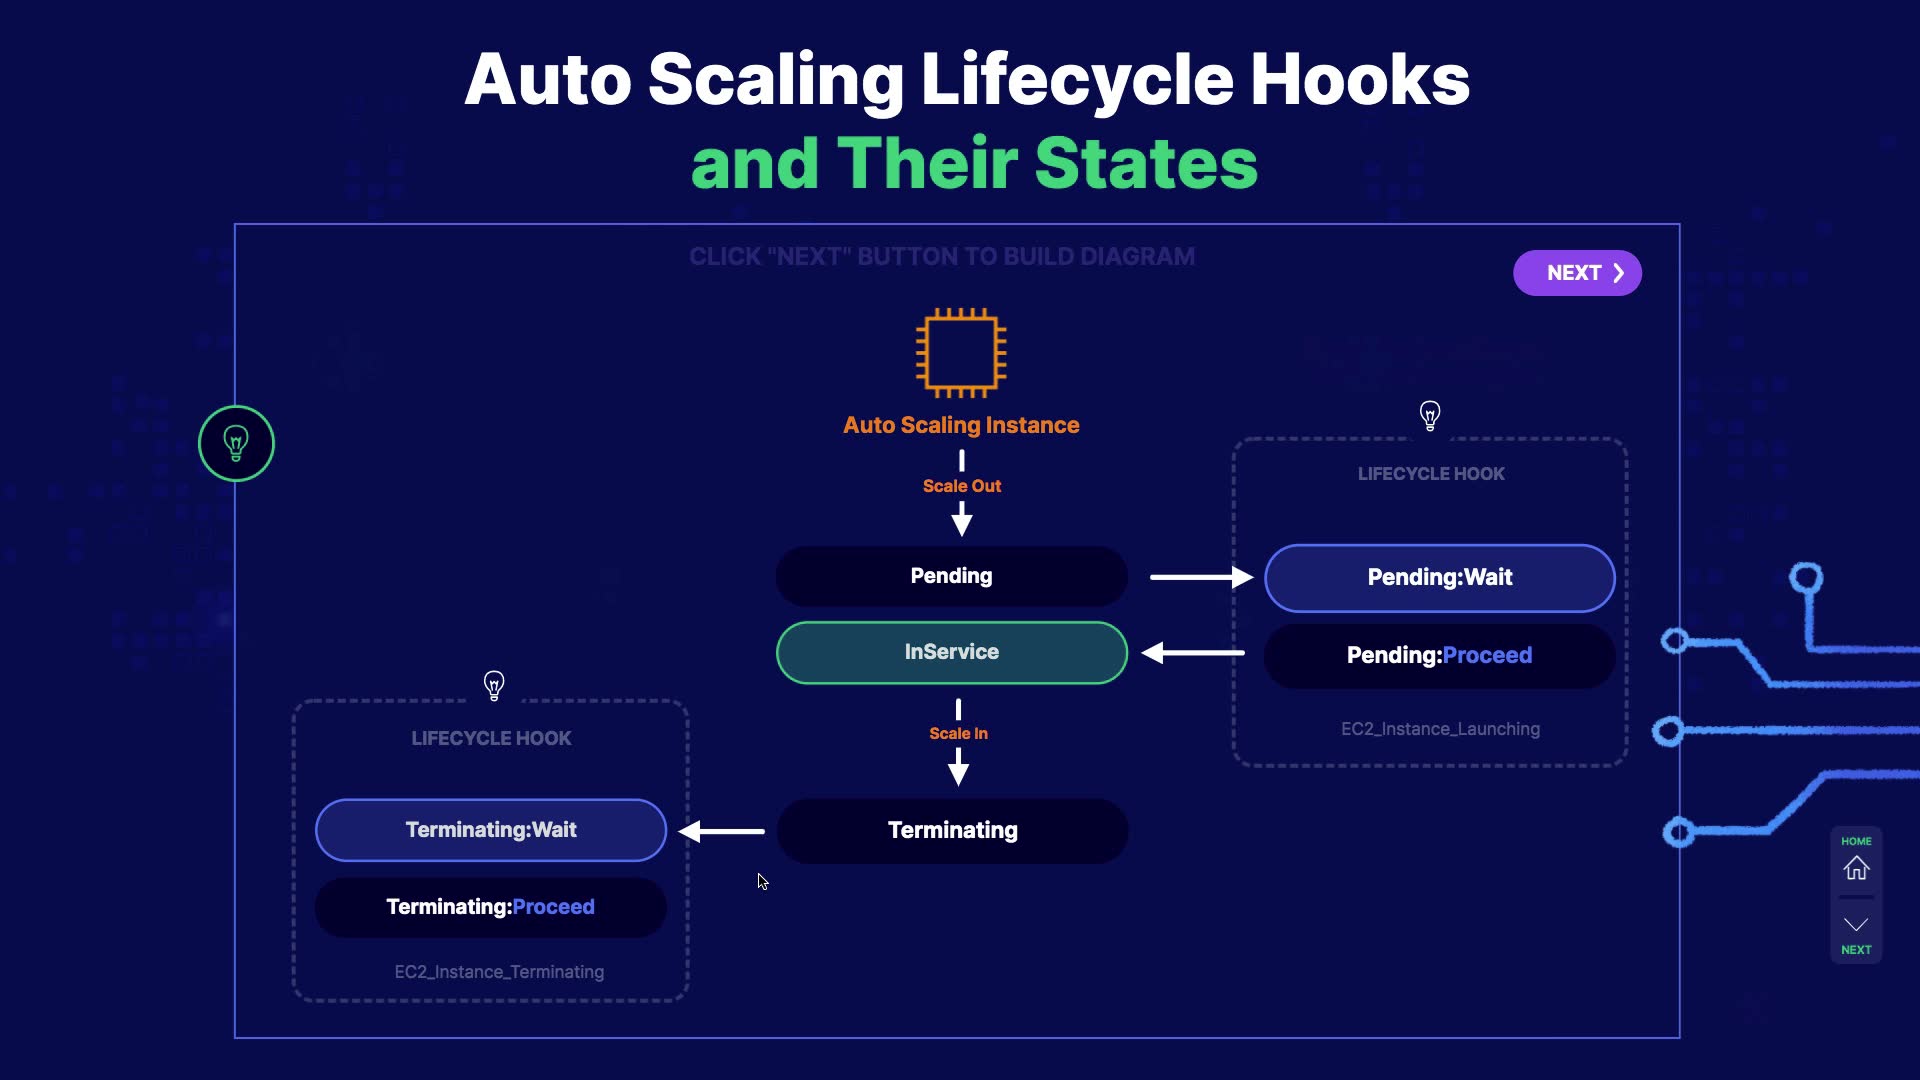 Auto Scaling Lifecycle Hooks
and Their States
CLICK "NEXT" BUTTON TO BUILD DIAGRAM
NEXT
Auto Scaling Instance
Scale Out
LIFECYCLE HOOK
Pending
Pending:Wait
InService
Pending:Proceed
EC2_Instance_Launching
Scale In
LIFECYCLE HOOK
Terminating:Wait
Terminating
Terminating:Proceed
EC2_Instance_Terminating
HOME
NEXT